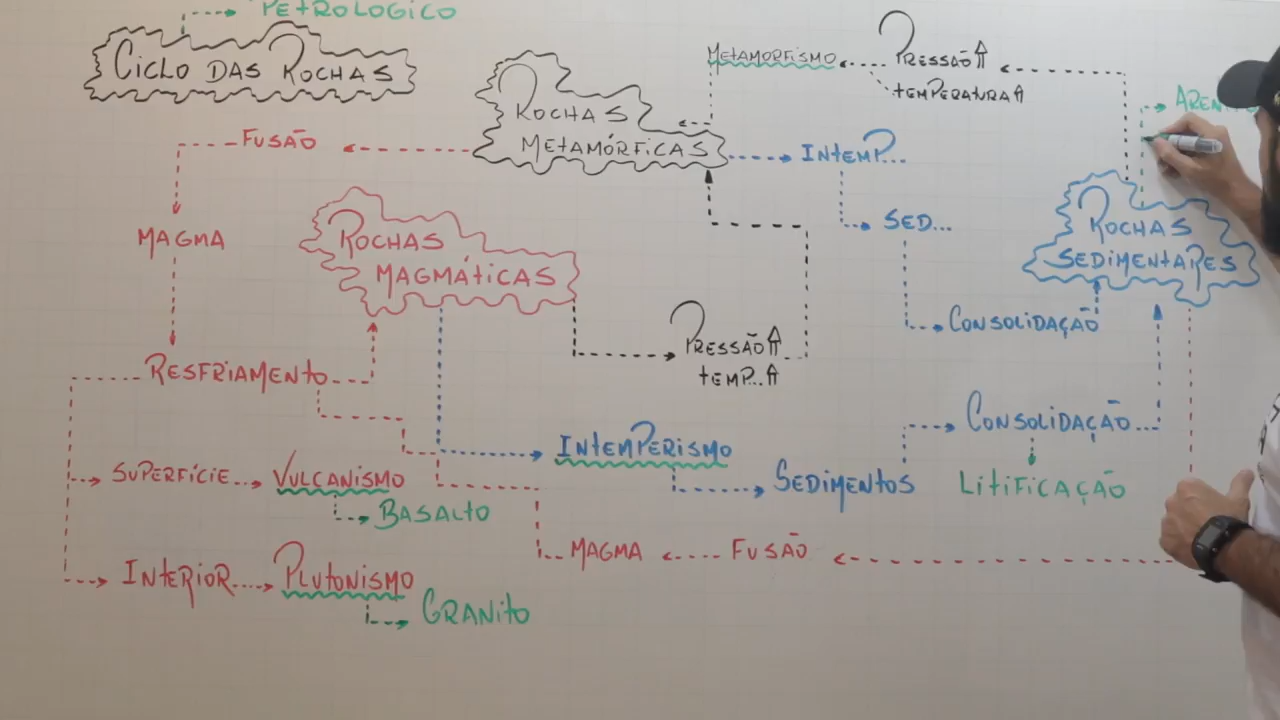 PETROLOGICO
CICLO DAS ROCHAS
METAMORFISMO
PRESSÃO
TEMPERATURA
ROCHAS
METAMÓRFICAS
FUSÃO
INTEMP...
MAGMA
ROCHAS
MAGMÁTICAS
SED...
ROCHAS
SEDIMENTARES
CONSOLIDAÇÃO
PRESSÃO
TEMP...
RESFRIAMENTO
CONSOLIDAÇÃO
INTEMPERISMO
SUPERFÍCIE
VULCANISMO
SEDIMENTOS
LITIFICAÇÃO
BASALTO
MAGMA
FUSÃO
INTERIOR
PLUTONISMO
GRANITO